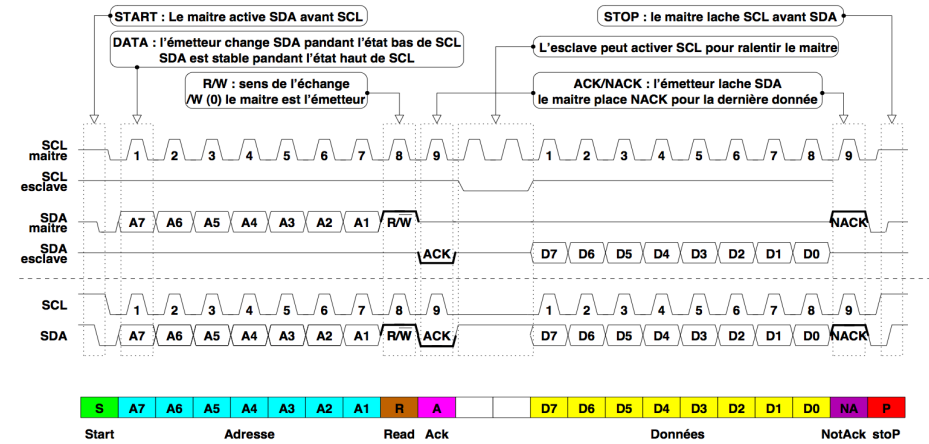 START : Le maitre active SDA avant SCL
STOP : le maitre lache SCL avant SDA
DATA : l'émetteur change SDA pandant l'état bas de SCL
SDA est stable pandant l'état haut de SCL
L'esclave peut activer SCL pour ralentir le maitre
R/W : sens de l'échange
/W (0) le maitre est l'émetteur
ACK/NACK : l'émetteur lache SDA
le maitre place NACK pour la dernière donnée
SCL
maitre
1 2 3 4 5 6 7 8 9 1 2 3 4 5 6 7 8 9
SCL
esclave
SDA
maitre
A7 A6 A5 A4 A3 A2 A1 R/W NACK
SDA
esclave
ACK D7 D6 D5 D4 D3 D2 D1 D0
SCL
1 2 3 4 5 6 7 8 9 1 2 3 4 5 6 7 8 9
SDA
A7 A6 A5 A4 A3 A2 A1 R/W ACK D7 D6 D5 D4 D3 D2 D1 D0 NACK
S A7 A6 A5 A4 A3 A2 A1 R A D7 D6 D5 D4 D3 D2 D1 D0 NA P
Start Adresse Read Ack Données NotAck stoP